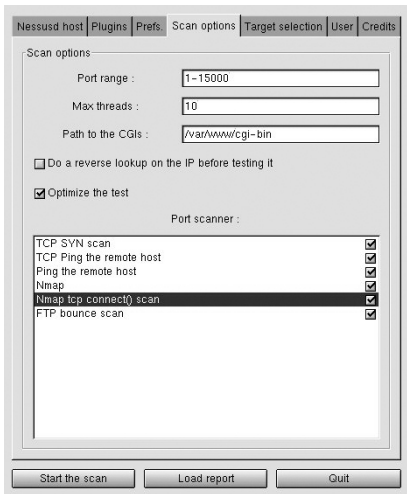 Nessusd host Plugins Prefs. Scan options Target selection User Credits
Scan options
Port range : 1-15000
Max threads : 10
Path to the CGIs : /var/www/cgi-bin
Do a reverse lookup on the IP before testing it
Optimize the test
Port scanner :
TCP SYN scan
TCP Ping the remote host
Ping the remote host
Nmap
Nmap tcp connect() scan
FTP bounce scan
Start the scan Load report Quit